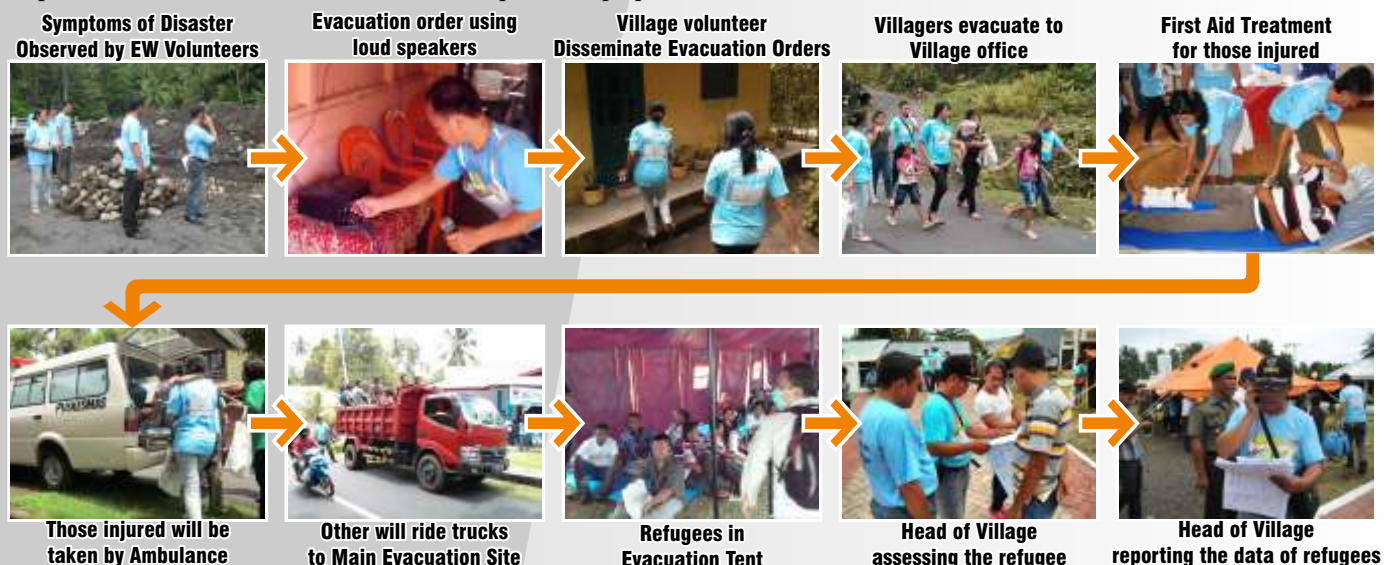 Symptoms of Disaster
Observed by EW Volunteers
Evacuation order using
loud speakers
Village volunteer
Disseminate Evacuation Orders
Villagers evacuate to
Village office
First Aid Treatment
for those injured
PUSKESMAS
Those injured will be
taken by Ambulance
Other will ride trucks
to Main Evacuation Site
Refugees in
Evacuation Tent
Head of Village
assessing the refugee
Head of Village
reporting the data of refugees